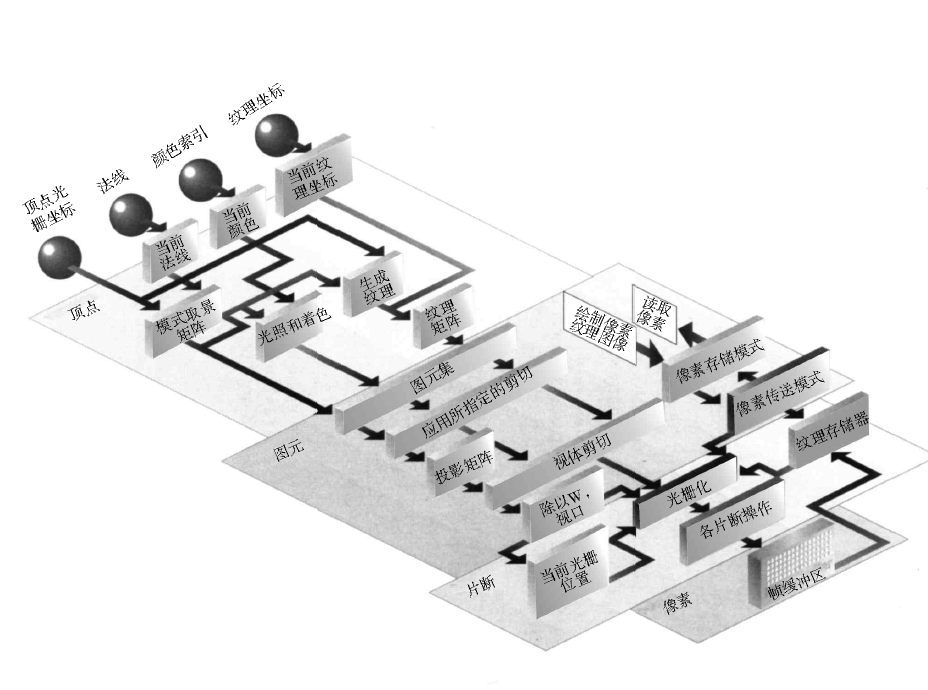 纹理坐标
颜色索引
法线
顶点光
栅坐标
当前纹
理坐标
当前
颜色
当前
法线
顶点
模式取景
矩阵
光照和着色
生成
纹理
纹理
矩阵
绘制像素
纹理图像
读取
像素
像素存储模式
像素传送模式
纹理存储器
图元集
应用所指定的剪切
投影矩阵
视体剪切
图元
除以W，
视口
光栅化
各片断操作
当前光栅
位置
片断
帧缓冲区
像素